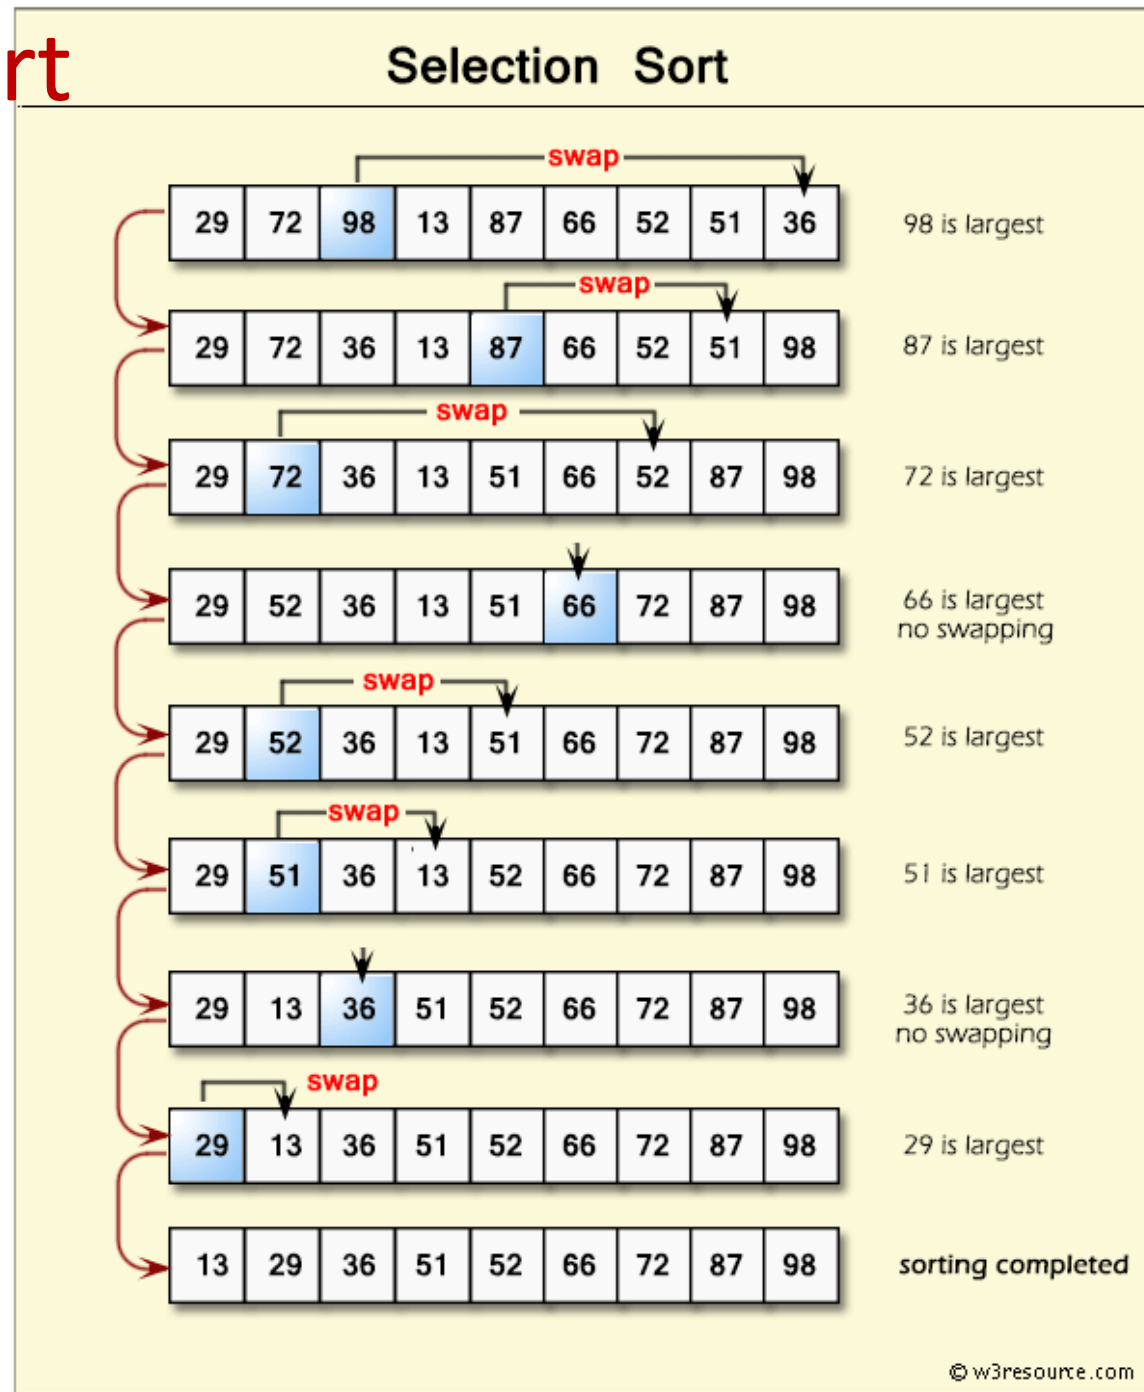 rt
Selection Sort
swap
29 72 98 13 87 66 52 51 36 98 is largest
swap
29 72 36 13 87 66 52 51 98 87 is largest
swap
29 72 36 13 51 66 52 87 98 72 is largest
29 52 36 13 51 66 72 87 98 66 is largest
no swapping
swap
29 52 36 13 51 66 72 87 98 52 is largest
swap
29 51 36 13 52 66 72 87 98 51 is largest
29 13 36 51 52 66 72 87 98 36 is largest
no swapping
swap
29 13 36 51 52 66 72 87 98 29 is largest
13 29 36 51 52 66 72 87 98 sorting completed
© w3resource.com